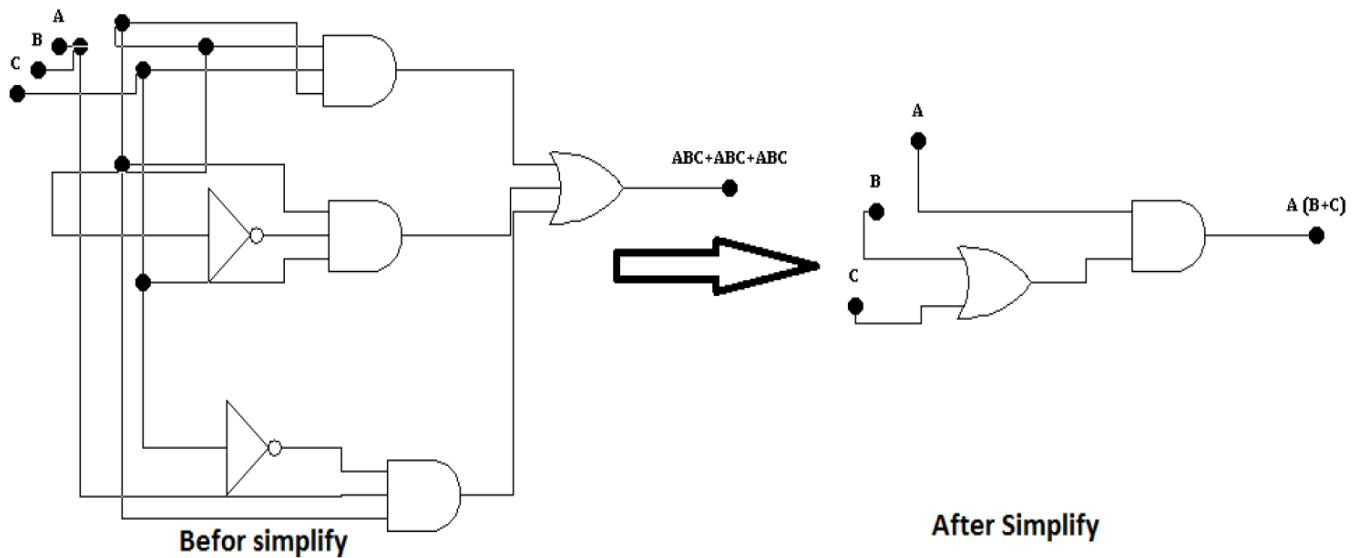 A
B
C
ABC+ABC+ABC
Befor simplify
A
B
C
A (B+C)
After Simplify